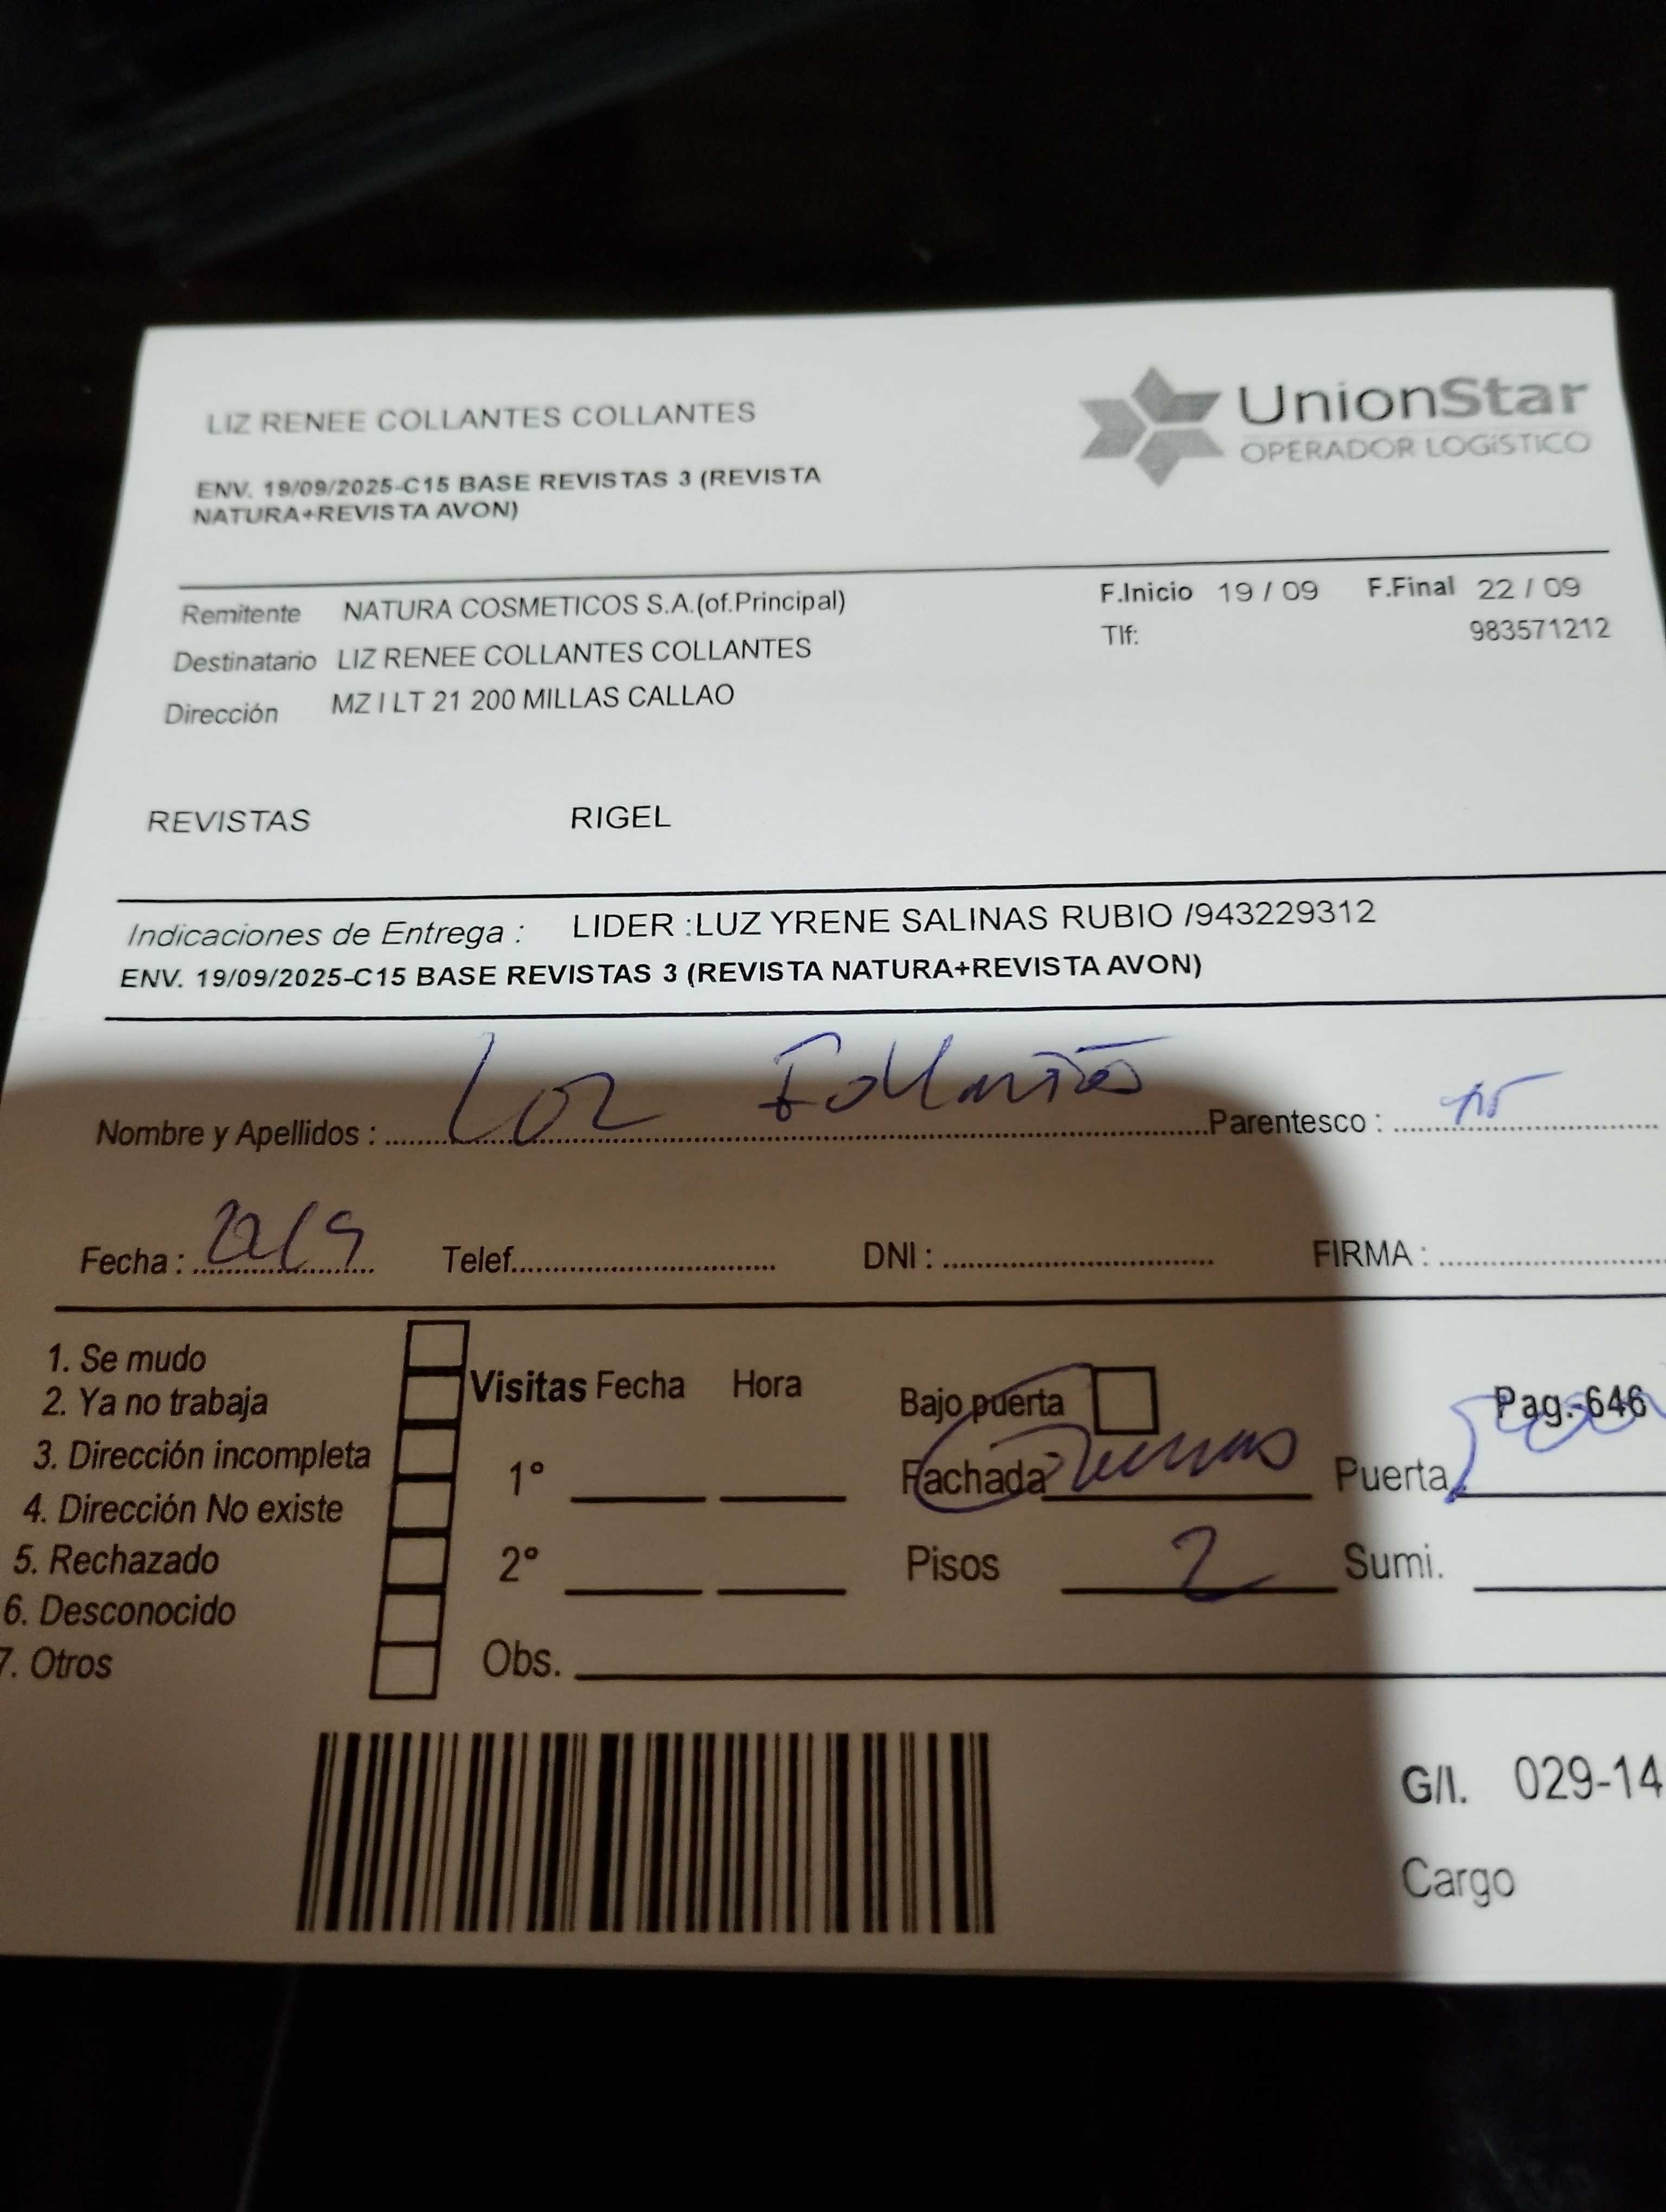 LIZ RENEE COLLANTES COLLANTES
UnionStar
OPERADOR LOGíSTICO
ENV. 19/09/2025-C15 BASE REVISTAS 3 (REVISTA
NATURA+REVISTA AVON)
Remitente NATURA COSMETICOS S.A.(of.Principal) F.Inicio 19 / 09 F.Final 22 / 09
Destinatario LIZ RENEE COLLANTES COLLANTES Tlf: 983571212
Dirección MZ I LT 21 200 MILLAS CALLAO
REVISTAS RIGEL
Indicaciones de Entrega : LIDER :LUZ YRENE SALINAS RUBIO /943229312
ENV. 19/09/2025-C15 BASE REVISTAS 3 (REVISTA NATURA+REVISTA AVON)
Nombre y Apellidos : Parentesco :
Fecha : Telef. DNI : FIRMA :
1. Se mudo
2. Ya no trabaja
3. Dirección incompleta
4. Dirección No existe
5. Rechazado
6. Desconocido
7. Otros
Visitas Fecha Hora
1°
2°
Obs.
Bajo puerta Pag.-646
Fachada Puerta
Pisos 2 Sumi.
G/I. 029-14
Cargo